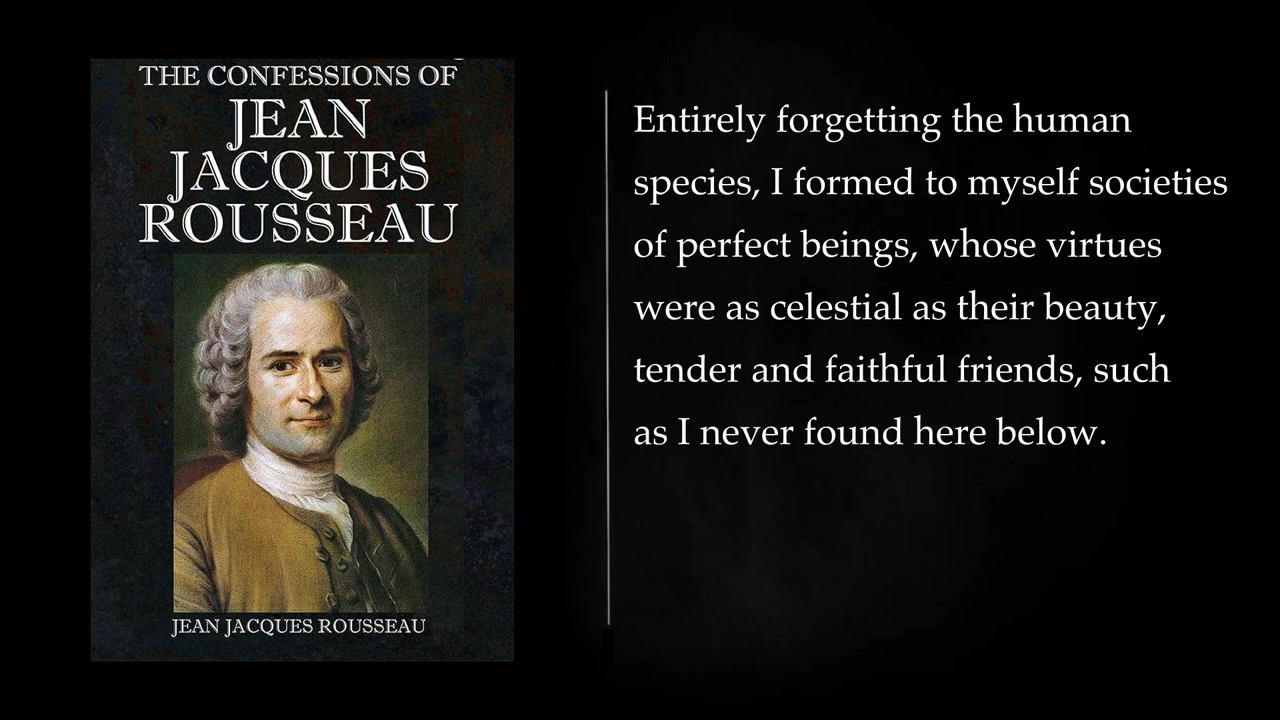 THE CONFESSIONS OF
JEAN
JACQUES
ROUSSEAU
JEAN JACQUES ROUSSEAU
Entirely forgetting the human
species, I formed to myself societies
of perfect beings, whose virtues
were as celestial as their beauty,
tender and faithful friends, such
as I never found here below.